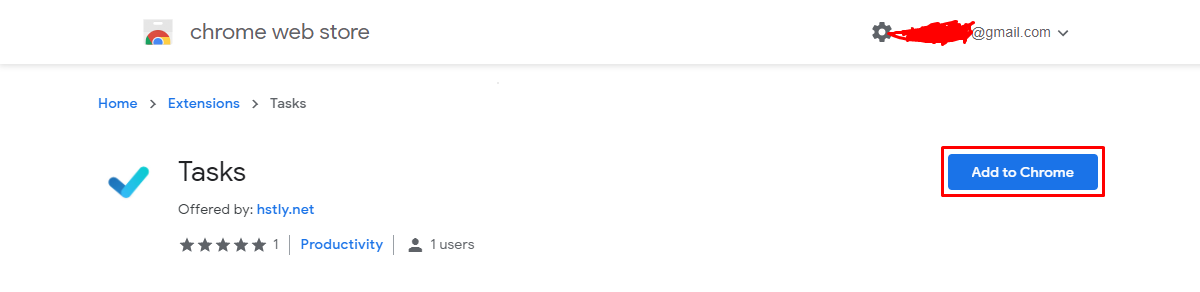 chrome web store
@gmail.com
Home > Extensions > Tasks
Tasks
Add to Chrome
Offered by: hstly.net
1 Productivity 1 users